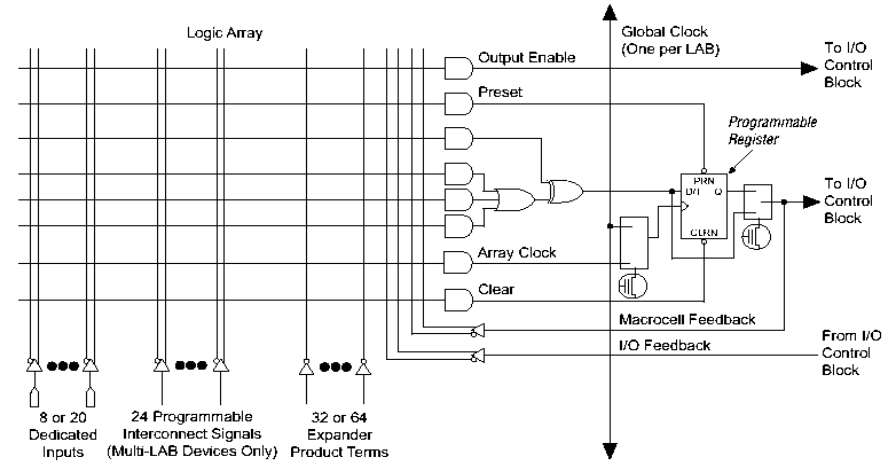 Logic Array
Global Clock
(One per LAB)
To I/O
Control
Block
Output Enable
Preset
Programmable
Register
PRN
D/T Q
CLRN
To I/O
Control
Block
Array Clock
Clear
Macrocell Feedback
I/O Feedback
From I/O
Control
Block
8 or 20
Dedicated
Inputs
24 Programmable
Interconnect Signals
(Multi-LAB Devices Only)
32 or 64
Expander
Product Terms